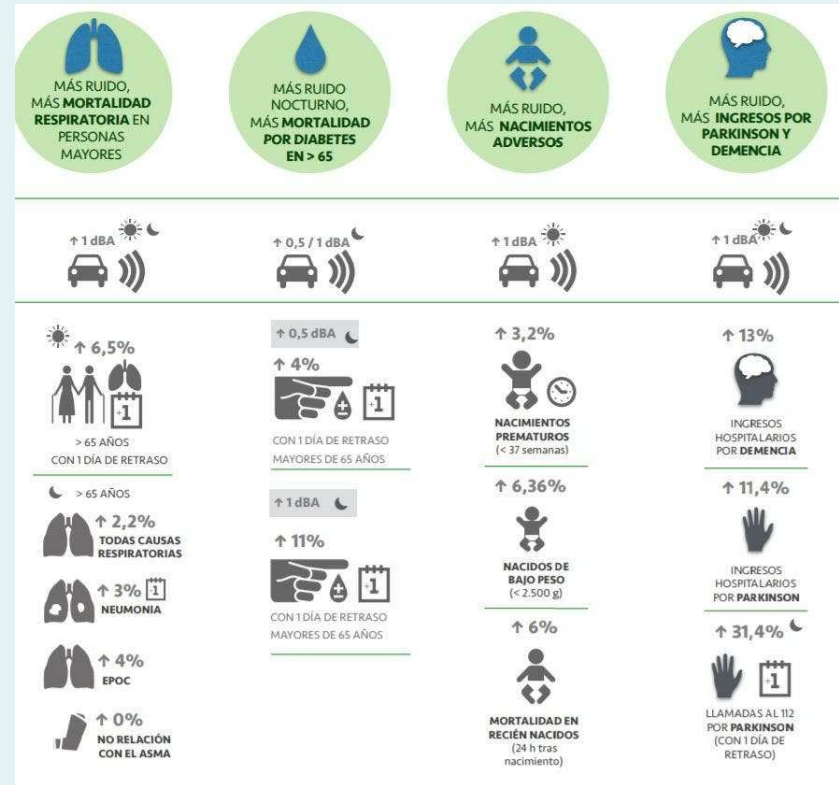 MÁS RUIDO,
MÁS MORTALIDAD
RESPIRATORIA EN
PERSONAS
MAYORES
MÁS RUIDO
NOCTURNO,
MÁS MORTALIDAD
POR DIABETES
EN > 65
MÁS RUIDO,
MÁS NACIMIENTOS
ADVERSOS
MÁS RUIDO,
MÁS INGRESOS POR
PARKINSON Y
DEMENCIA
↑ 1 dBA
↑ 0,5 / 1 dBA
↑ 1 dBA
↑ 1 dBA
↑ 6,5%
+1
> 65 AÑOS
CON 1 DÍA DE RETRASO
> 65 AÑOS
↑ 2,2%
TODAS CAUSAS
RESPIRATORIAS
↑ 3% +1
NEUMONIA
↑ 4%
EPOC
↑ 0%
NO RELACIÓN
CON EL ASMA
↑ 0,5 dBA
↑ 4%
+1
CON 1 DÍA DE RETRASO
MAYORES DE 65 AÑOS
↑ 1 dBA
↑ 11%
+1
CON 1 DÍA DE RETRASO
MAYORES DE 65 AÑOS
↑ 3,2%
NACIMIENTOS
PREMATUROS
(< 37 semanas)
↑ 6,36%
NACIDOS DE
BAJO PESO
(< 2.500 g)
↑ 6%
MORTALIDAD EN
RECIÉN NACIDOS
(24 h tras
nacimiento)
↑ 13%
INGRESOS
HOSPITALARIOS
POR DEMENCIA
↑ 11,4%
INGRESOS
HOSPITALARIOS
POR PARKINSON
↑ 31,4%
+1
LLAMADAS AL 112
POR PARKINSON
(CON 1 DÍA DE
RETRASO)